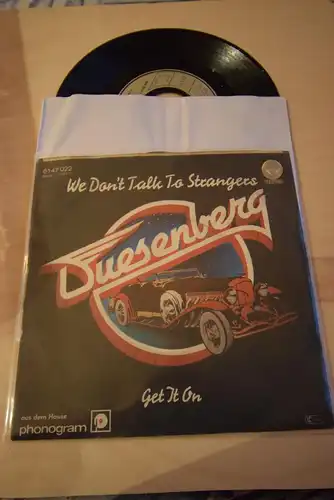 We Don't Talk To Strangers
6147 022
Duesenberg
Get It On
aus dem Hause
phonogram